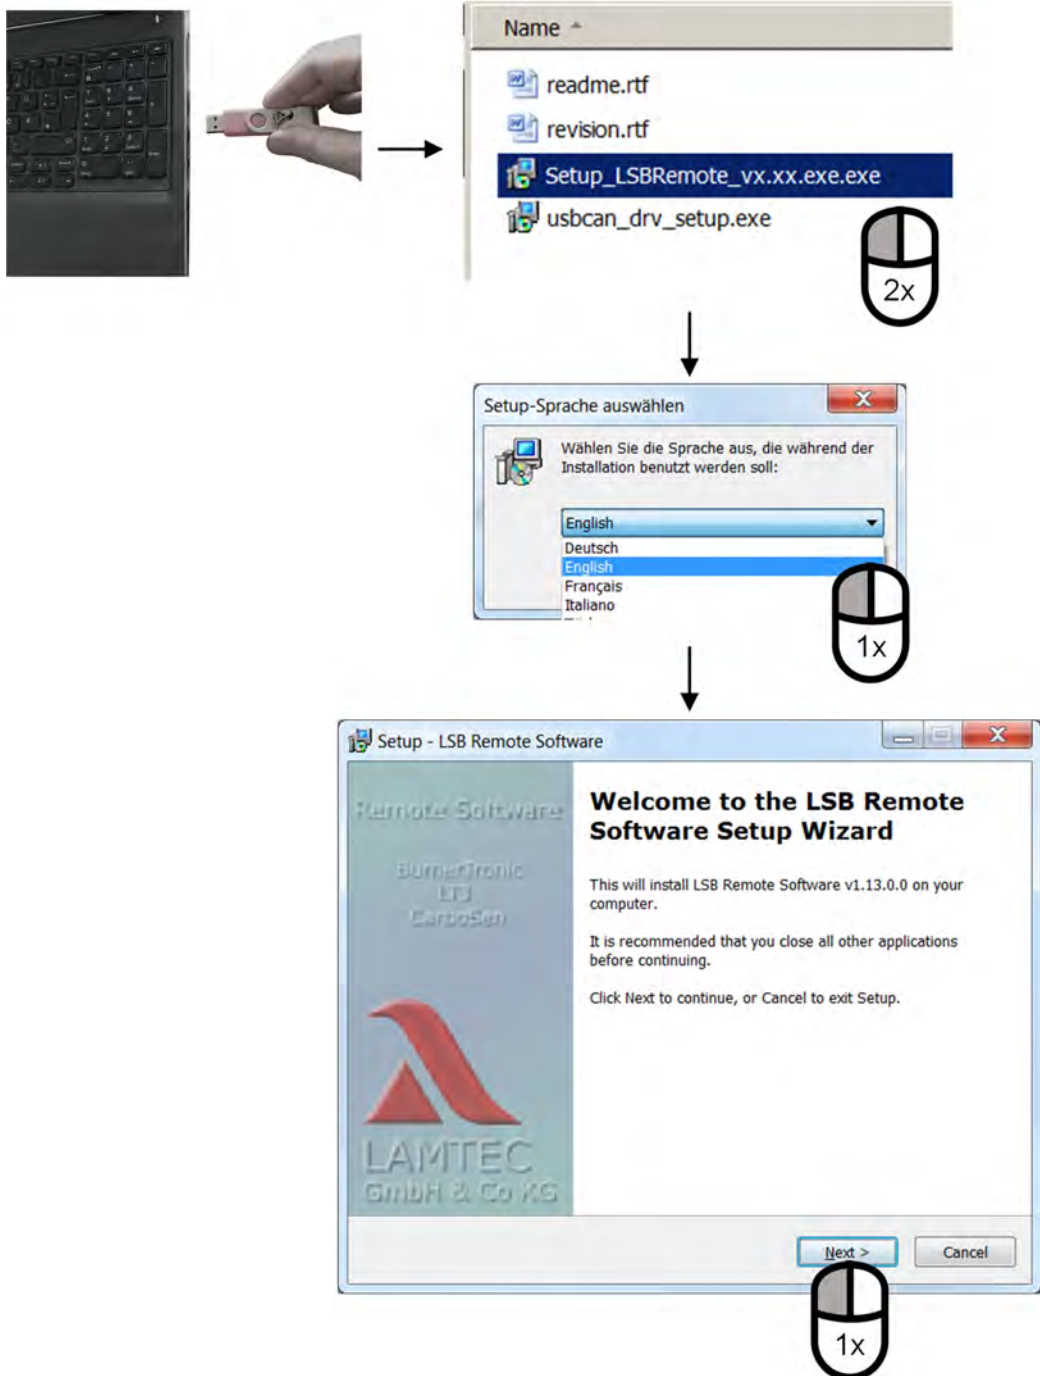 Name
readme.rtf
revision.rtf
Setup_LSBRemote_vx.xx.exe.exe
usbcan_drv_setup.exe
2x
Setup-Sprache auswählen
Wählen Sie die Sprache aus, die während der
Installation benutzt werden soll:
English
Deutsch
English
Français
Italiano
1x
Setup - LSB Remote Software
Remote Software
BurnerTronic
LT3
CarboSen
LAMTEC
GmbH & Co KG
Welcome to the LSB Remote
Software Setup Wizard
This will install LSB Remote Software v1.13.0.0 on your
computer.
It is recommended that you close all other applications
before continuing.
Click Next to continue, or Cancel to exit Setup.
Next >
Cancel
1x